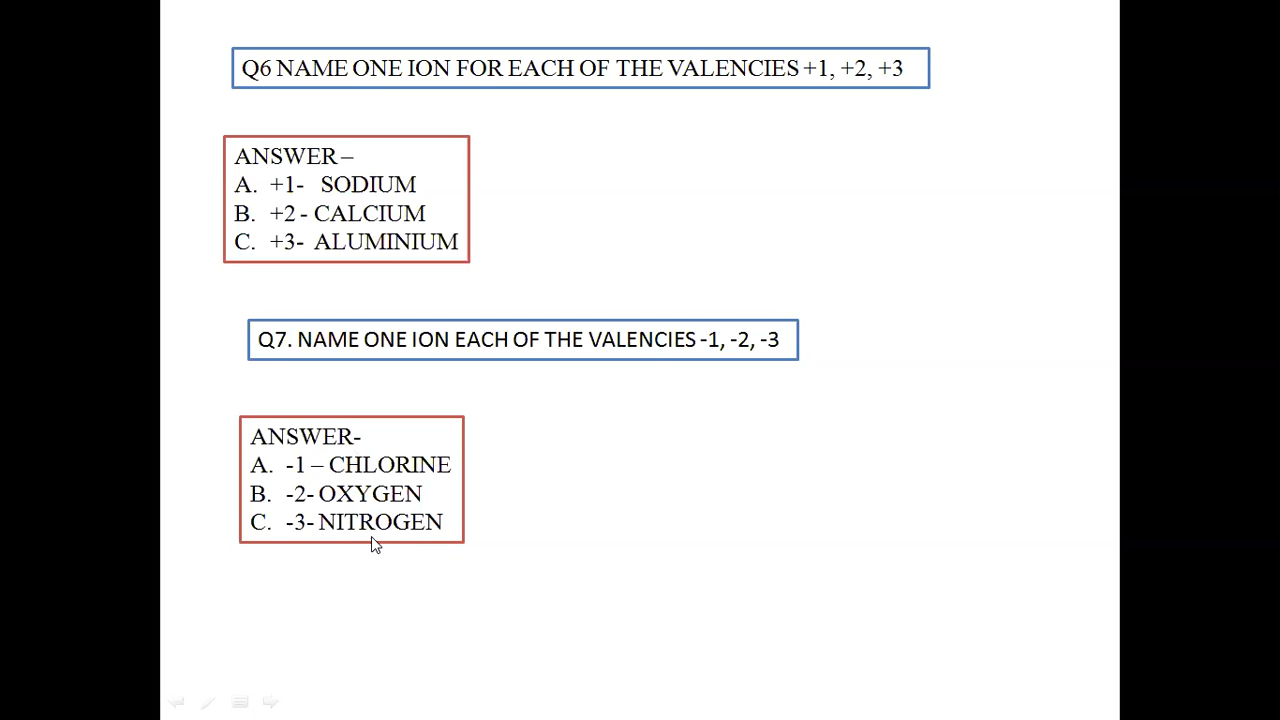 Q6 NAME ONE ION FOR EACH OF THE VALENCIES +1, +2, +3
ANSWER –
A. +1- SODIUM
B. +2 - CALCIUM
C. +3- ALUMINIUM
Q7. NAME ONE ION EACH OF THE VALENCIES -1, -2, -3
ANSWER-
A. -1 – CHLORINE
B. -2- OXYGEN
C. -3- NITROGEN